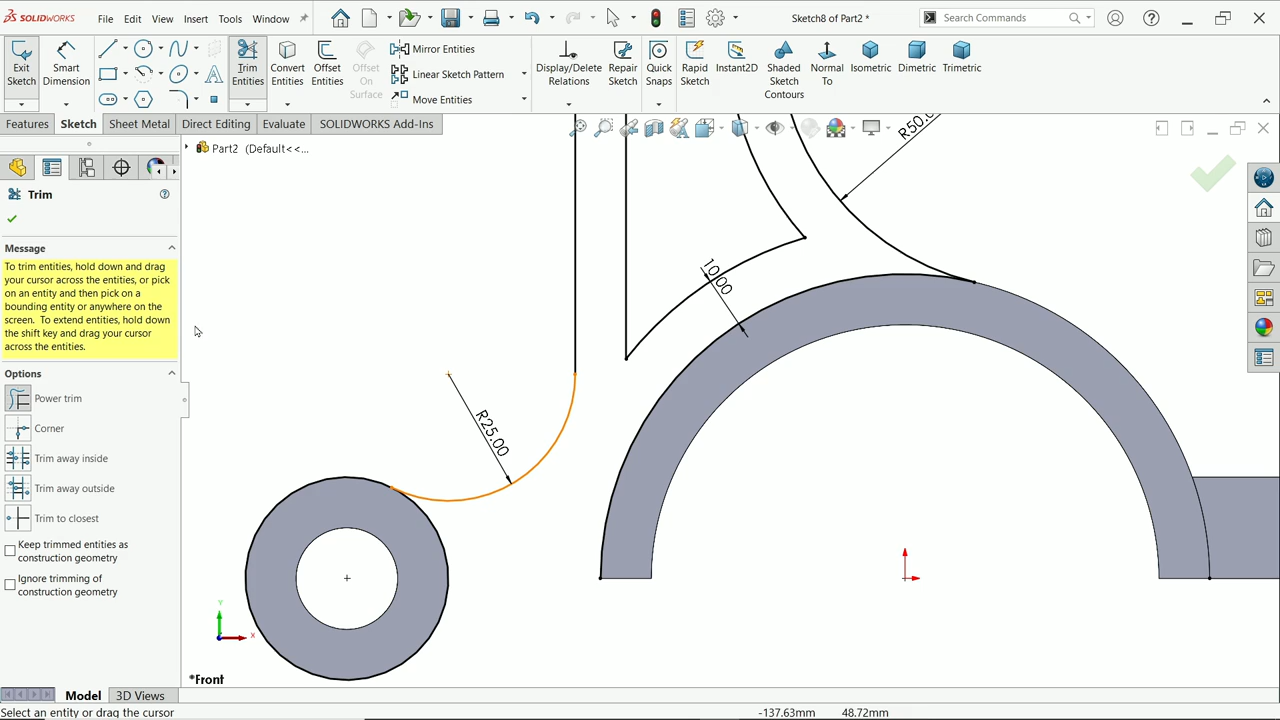 SOLIDWORKS File Edit View Insert Tools Window Sketch8 of Part2 * Search Commands
Exit Sketch
Smart Dimension
Trim Entities
Convert Entities
Offset Entities
Offset On Surface
Mirror Entities
Linear Sketch Pattern
Move Entities
Display/Delete Relations
Repair Sketch
Quick Snaps
Rapid Sketch
Instant2D
Shaded Sketch Contours
Normal To
Isometric
Dimetric
Trimetric
Features Sketch Sheet Metal Direct Editing Evaluate SOLIDWORKS Add-Ins
Part2 (Default<<...
Trim
Message
To trim entities, hold down and drag
your cursor across the entities, or pick
on an entity and then pick on a
bounding entity or anywhere on the
screen. To extend entities, hold down
the shift key and drag your cursor
across the entities.
Options
Power trim
Corner
Trim away inside
Trim away outside
Trim to closest
Keep trimmed entities as
construction geometry
Ignore trimming of
construction geometry
10.00
R25.00
Y
X
*Front
Model 3D Views
Select an entity or drag the cursor -137.63mm 48.72mm